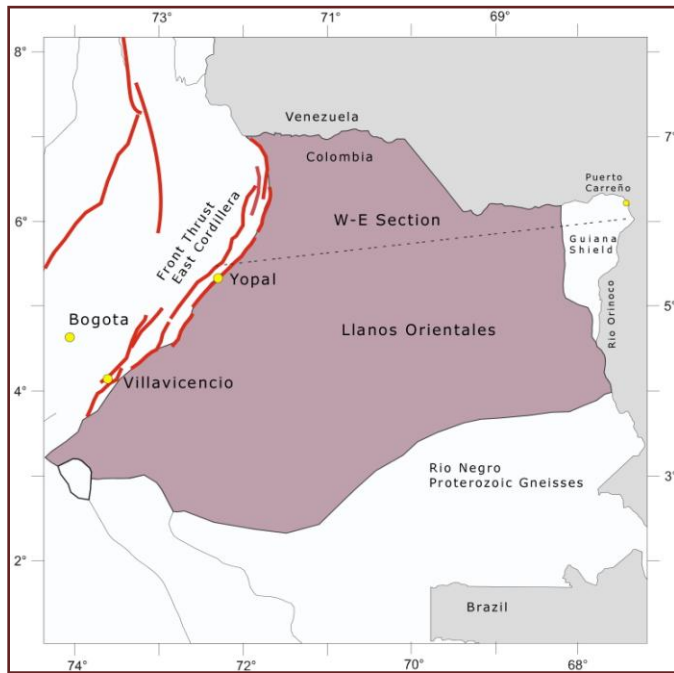 73° 71° 69°
8°
Venezuela
7°
Colombia
Puerto
Carreño
6°
W-E Section
Guiana
Shield
Front Thrust
East Cordillera
Yopal
5°
Rio Orinoco
Bogota
Llanos Orientales
4°
Villavicencio
Rio Negro
Proterozoic Gneisses
3°
2°
Brazil
74° 72° 70° 68°